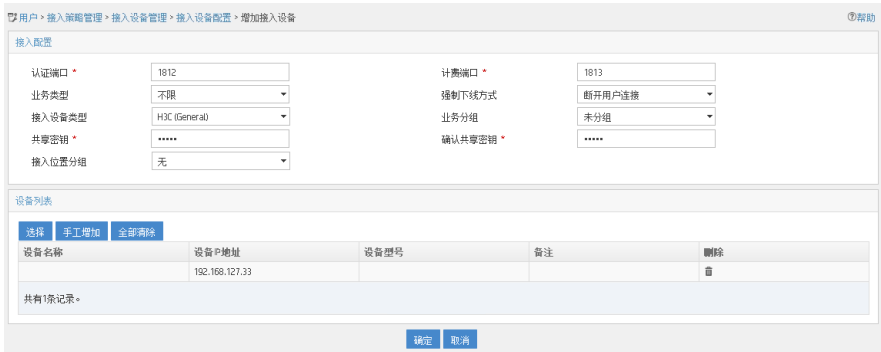 用户 > 接入策略管理 > 接入设备管理 > 接入设备配置 > 增加接入设备 帮助
接入配置
认证端口 * 1812 计费端口 * 1813
业务类型 不限 强制下线方式 断开用户连接
接入设备类型 H3C (General) 业务分组 未分组
共享密钥 * ••••• 确认共享密钥 * •••••
接入位置分组 无
设备列表
选择 手工增加 全部清除
设备名称 设备IP地址 设备型号 备注 删除
192.168.127.33
共有1条记录。
确定 取消